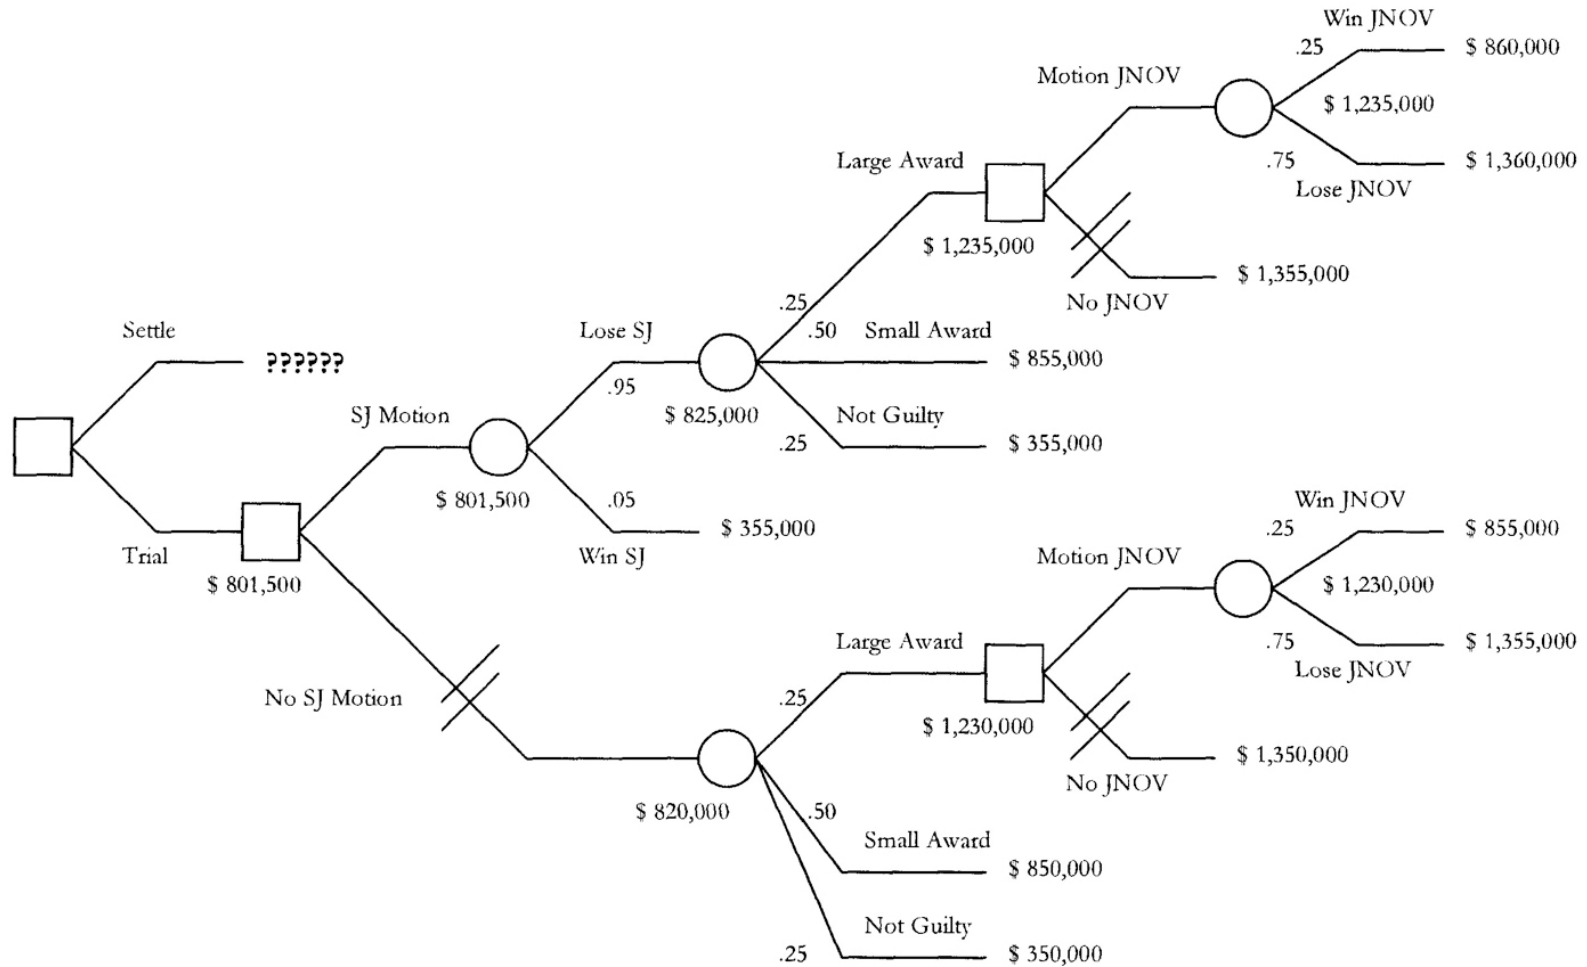 Win JNOV
.25
$ 860,000
Motion JNOV
$ 1,235,000
Large Award
.75
$ 1,360,000
Lose JNOV
$ 1,235,000
$ 1,355,000
.25
No JNOV
Settle
Lose SJ
.50
Small Award
??????
$ 855,000
.95
SJ Motion
$ 825,000
Not Guilty
.25
$ 355,000
$ 801,500
.05
Win JNOV
.25
$ 855,000
$ 355,000
Trial
Win SJ
Motion JNOV
$ 801,500
$ 1,230,000
Large Award
.75
$ 1,355,000
Lose JNOV
No SJ Motion
.25
$ 1,230,000
$ 1,350,000
No JNOV
$ 820,000
.50
Small Award
$ 850,000
Not Guilty
.25
$ 350,000